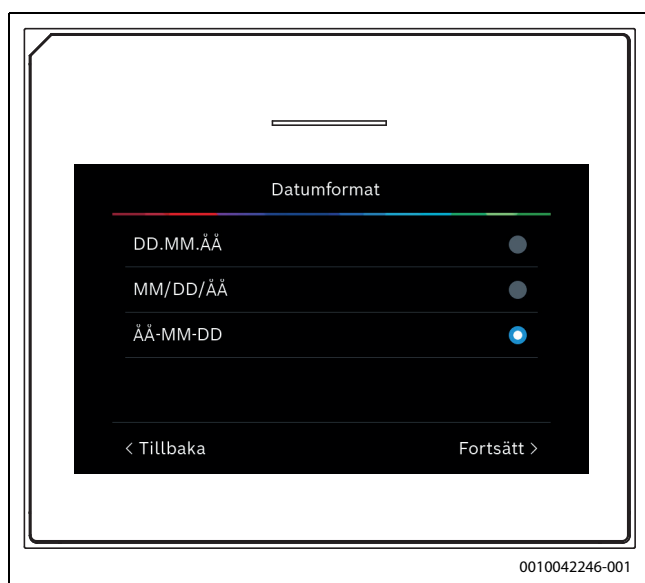 Datumformat
DD.MM.ÅÅ
MM/DD/ÅÅ
ÅÅ-MM-DD
< Tillbaka
Fortsätt >
0010042246-001